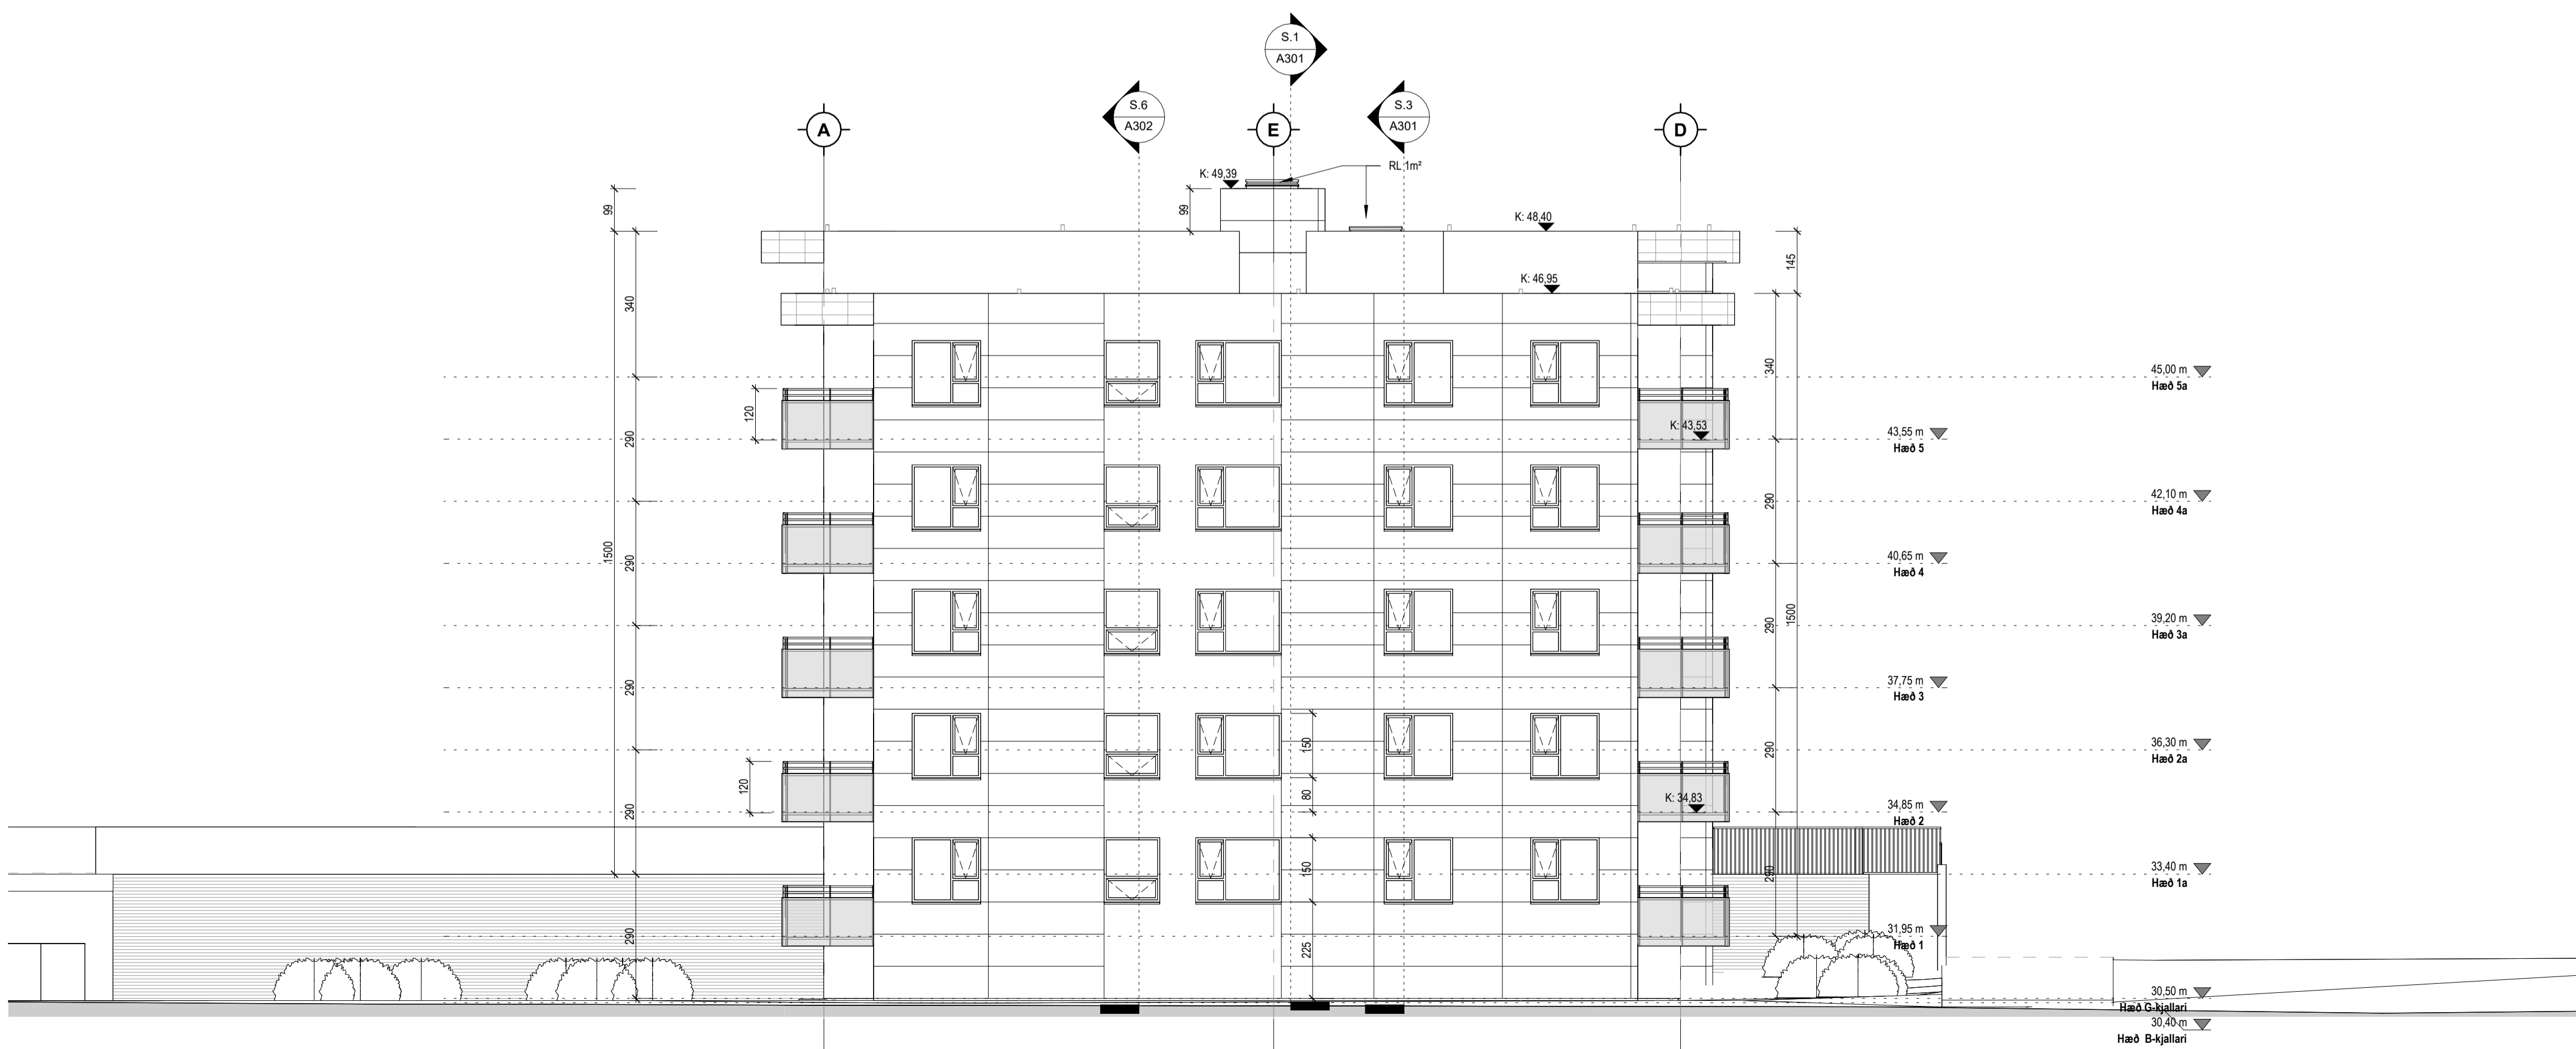 S.1
A301
S.6
A302
S.3
A301
A
E
D
RL 1m²
K: 49,39
99
99
K: 48,40
145
K: 46,95
340
340
45,00 m
Hæð 5a
120
290
K: 43,53
43,55 m
Hæð 5
290
42,10 m
Hæð 4a
1500
290
40,65 m
Hæð 4
290
1500
39,20 m
Hæð 3a
290
37,75 m
Hæð 3
150
290
36,30 m
Hæð 2a
120
80
K: 34,83
290
34,85 m
Hæð 2
150
290
33,40 m
Hæð 1a
290
225
31,95 m
Hæð 1
30,50 m
Hæð G-kjallari
30,40 m
Hæð B-kjallari